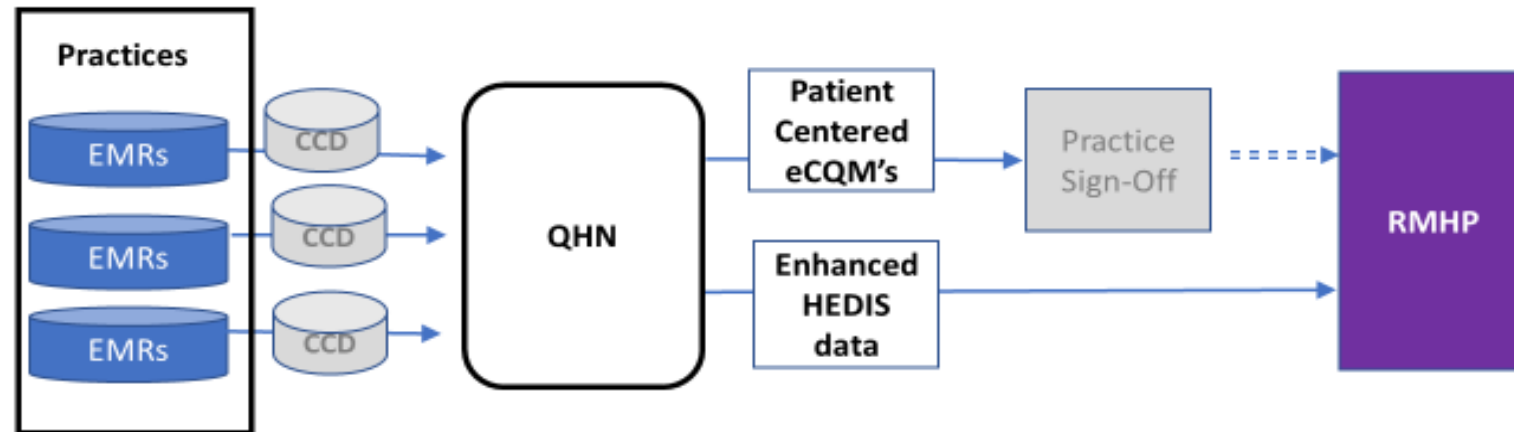 Practices
EMRs
CCD
EMRs
CCD
EMRs
CCD
QHN
Patient
Centered
eCQM's
Enhanced
HEDIS
data
Practice
Sign-Off
RMHP